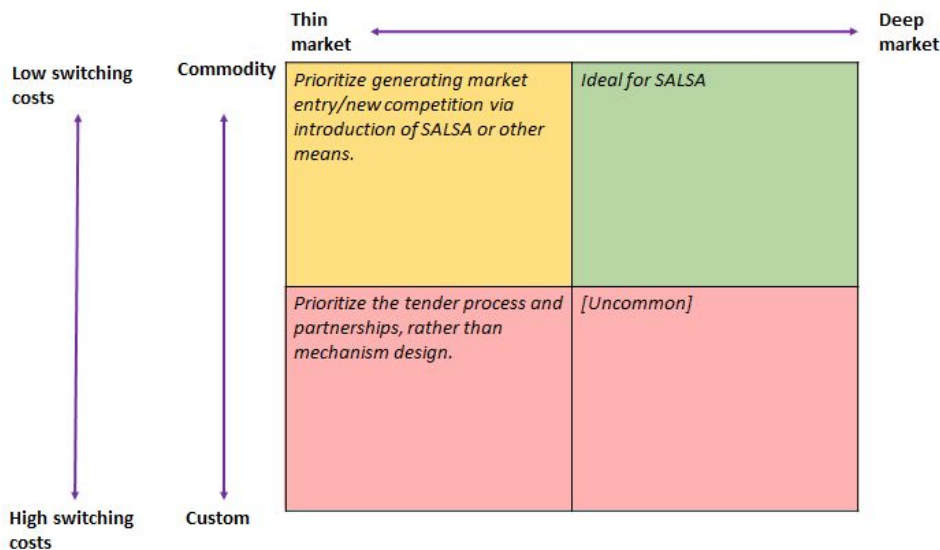 Thin
market
Deep
market
Low switching
costs
Commodity
Prioritize generating market
entry/new competition via
introduction of SALSA or other
means.
Ideal for SALSA
Prioritize the tender process and
partnerships, rather than
mechanism design.
[Uncommon]
High switching
costs
Custom